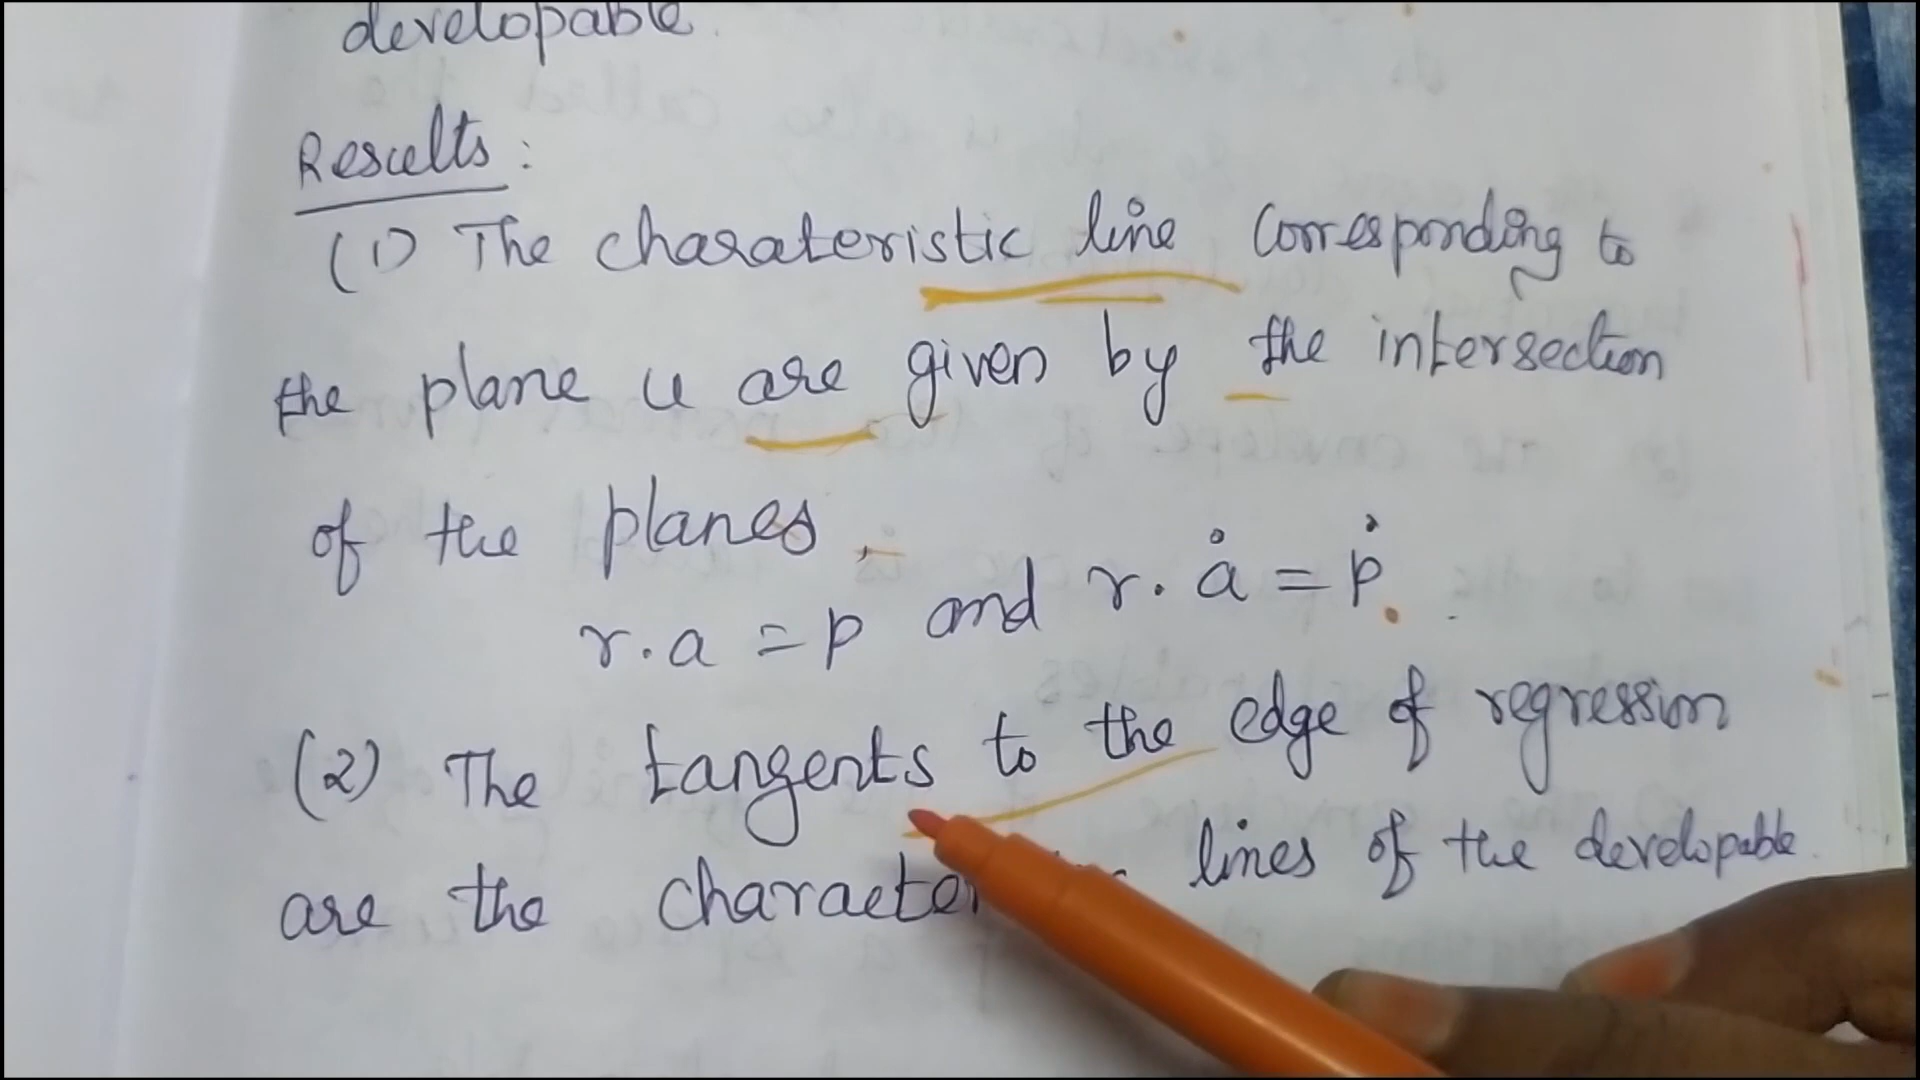 developable.
Results:
(1) The charateristic line corresponding to
the plane u are given by the intersection
of the planes,
r.a = p and r.ȧ = ṗ.
(2) The tangents to the edge of regression
are the lines of the developable.